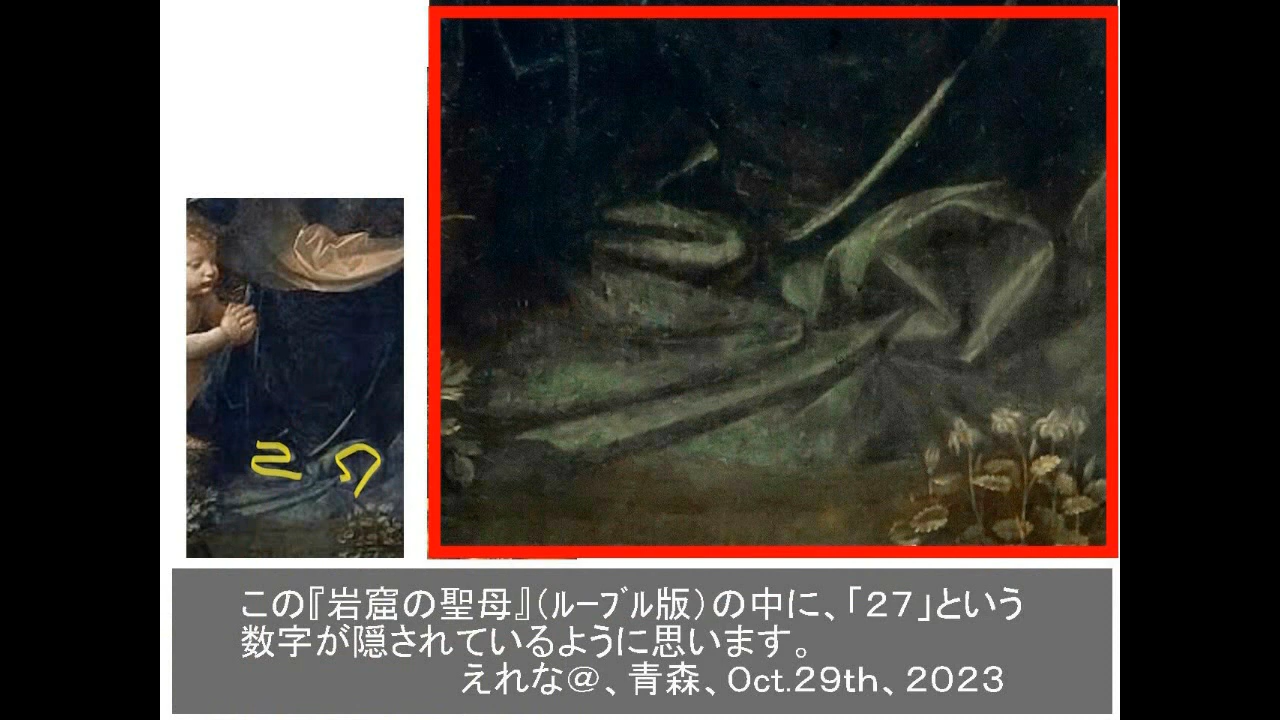 27
この『岩窟の聖母』（ﾙｰﾌﾞﾙ版）の中に、「２７」という
数字が隠されているように思います。
えれな＠、青森、Oct.29th、2023